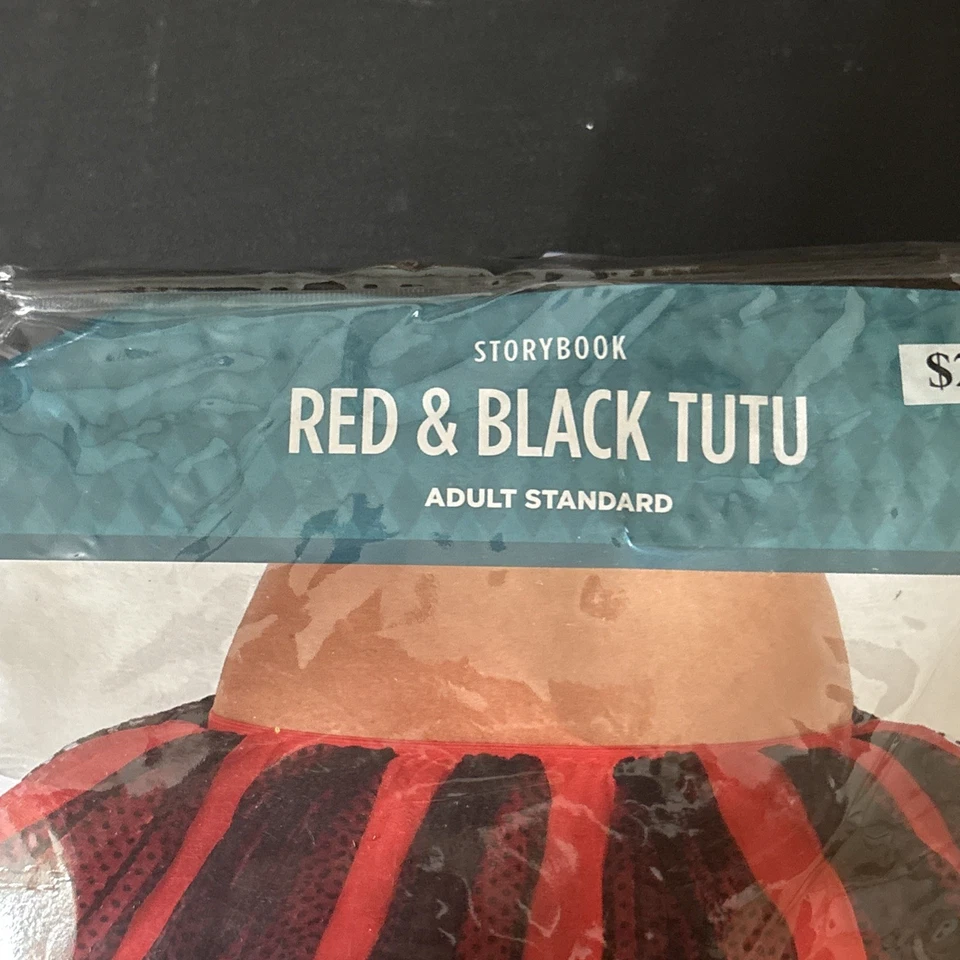 STORYBOOK
RED & BLACK TUTU
ADULT STANDARD